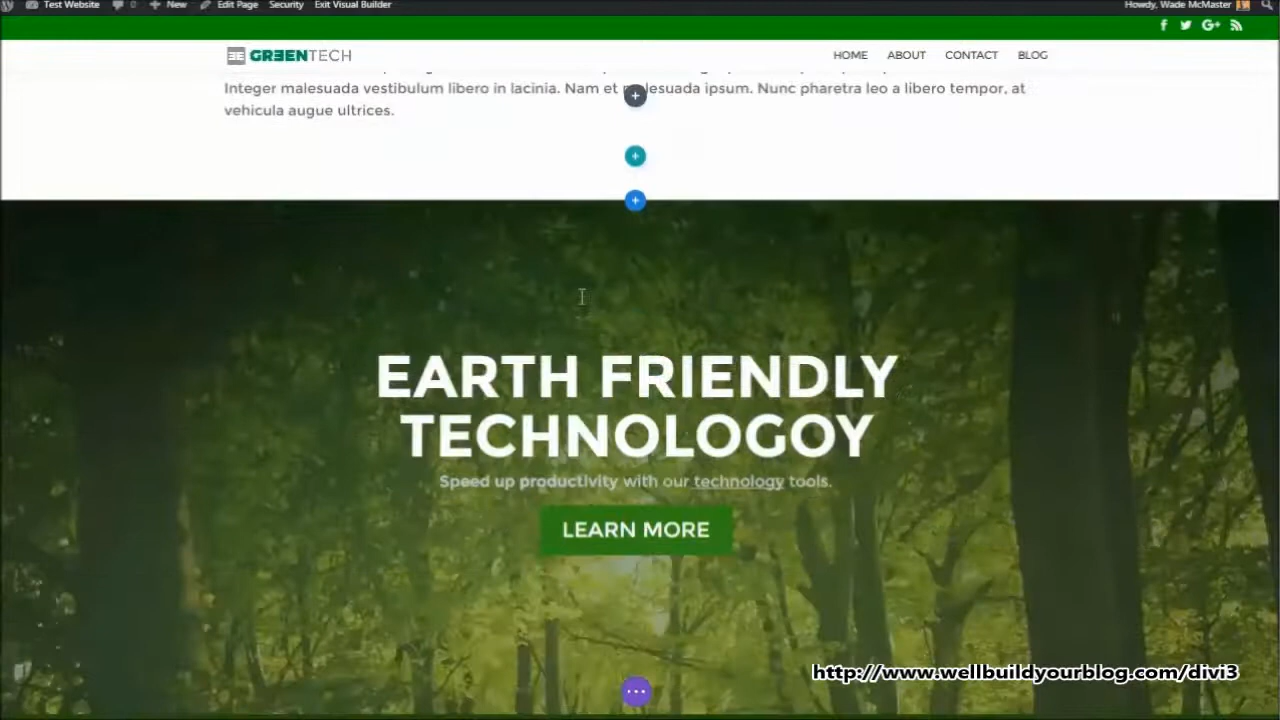 Test Website 0 New Edit Page Security Exit Visual Builder Howdy, Wade McMaster
GREENTECH HOME ABOUT CONTACT BLOG
Integer malesuada vestibulum libero in lacinia. Nam et malesuada ipsum. Nunc pharetra leo a libero tempor, at
vehicula augue ultrices.
EARTH FRIENDLY
TECHNOLOGOY
Speed up productivity with our technology tools.
LEARN MORE
http://www.wellbuildyourblog.com/divi3